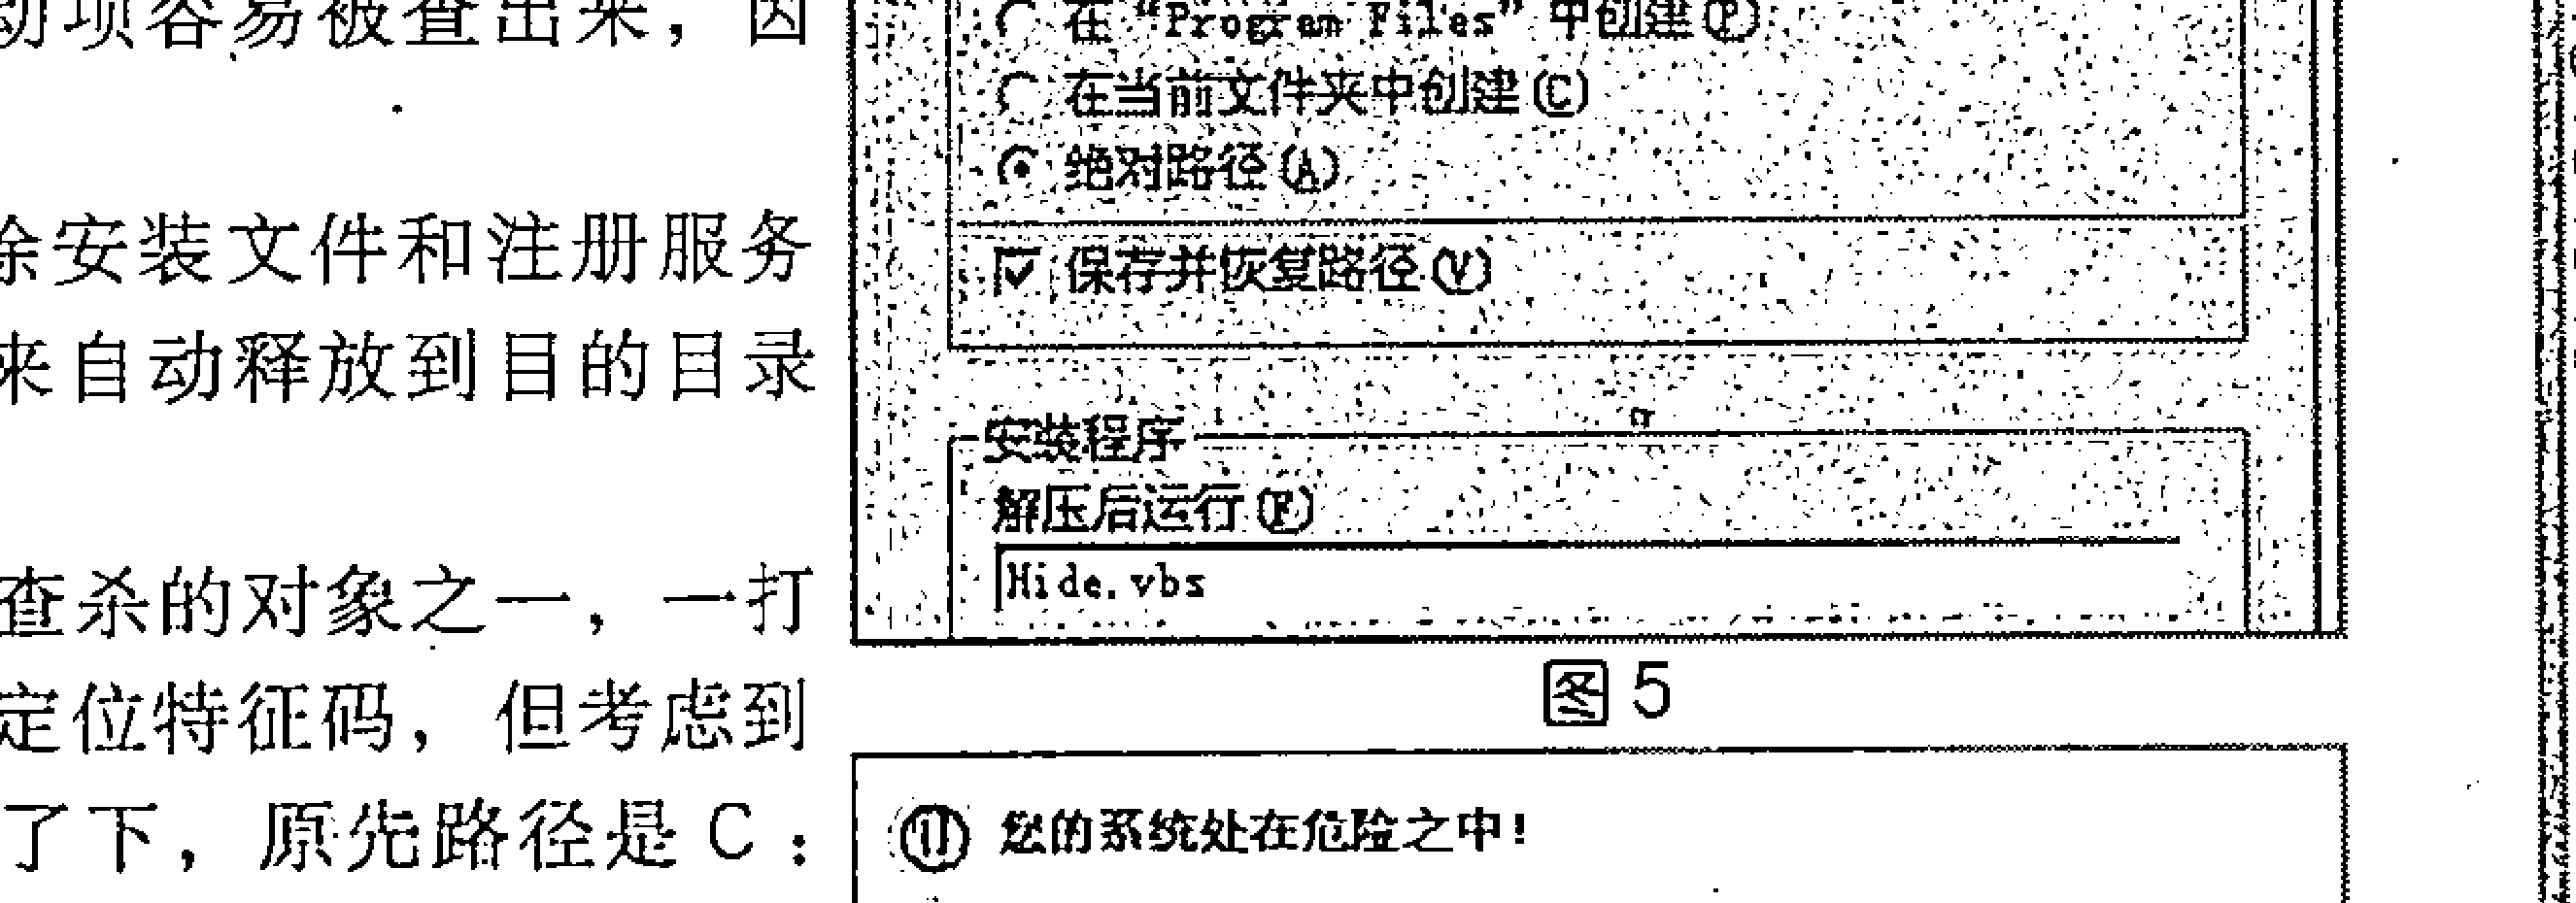 动项容易被查出来，因
除安装文件和注册服务
来自动释放到目的目录
查杀的对象之一，一打
定位特征码，但考虑到
了下，原先路径是C：
在“Program Files”中创建(P)
在当前文件夹中创建(C)
绝对路径(A)
保存并恢复路径(V)
安装程序
解压后运行(F)
Hide.vbs
图5
您的系统处在危险之中!